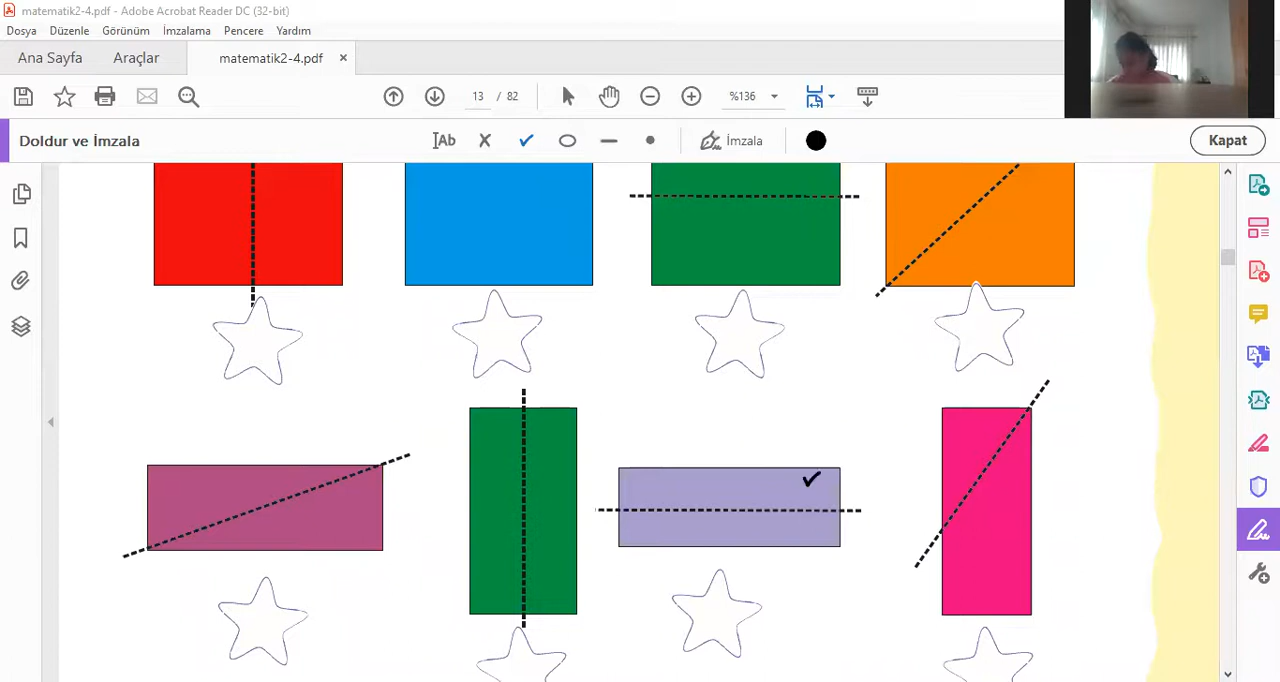 matematik2-4.pdf - Adobe Acrobat Reader DC (32-bit)
Dosya Düzenle Görünüm İmzalama Pencere Yardım
Ana Sayfa Araçlar matematik2-4.pdf ×
13 / 82 %136
Doldur ve İmzala Ab İmzala Kapat